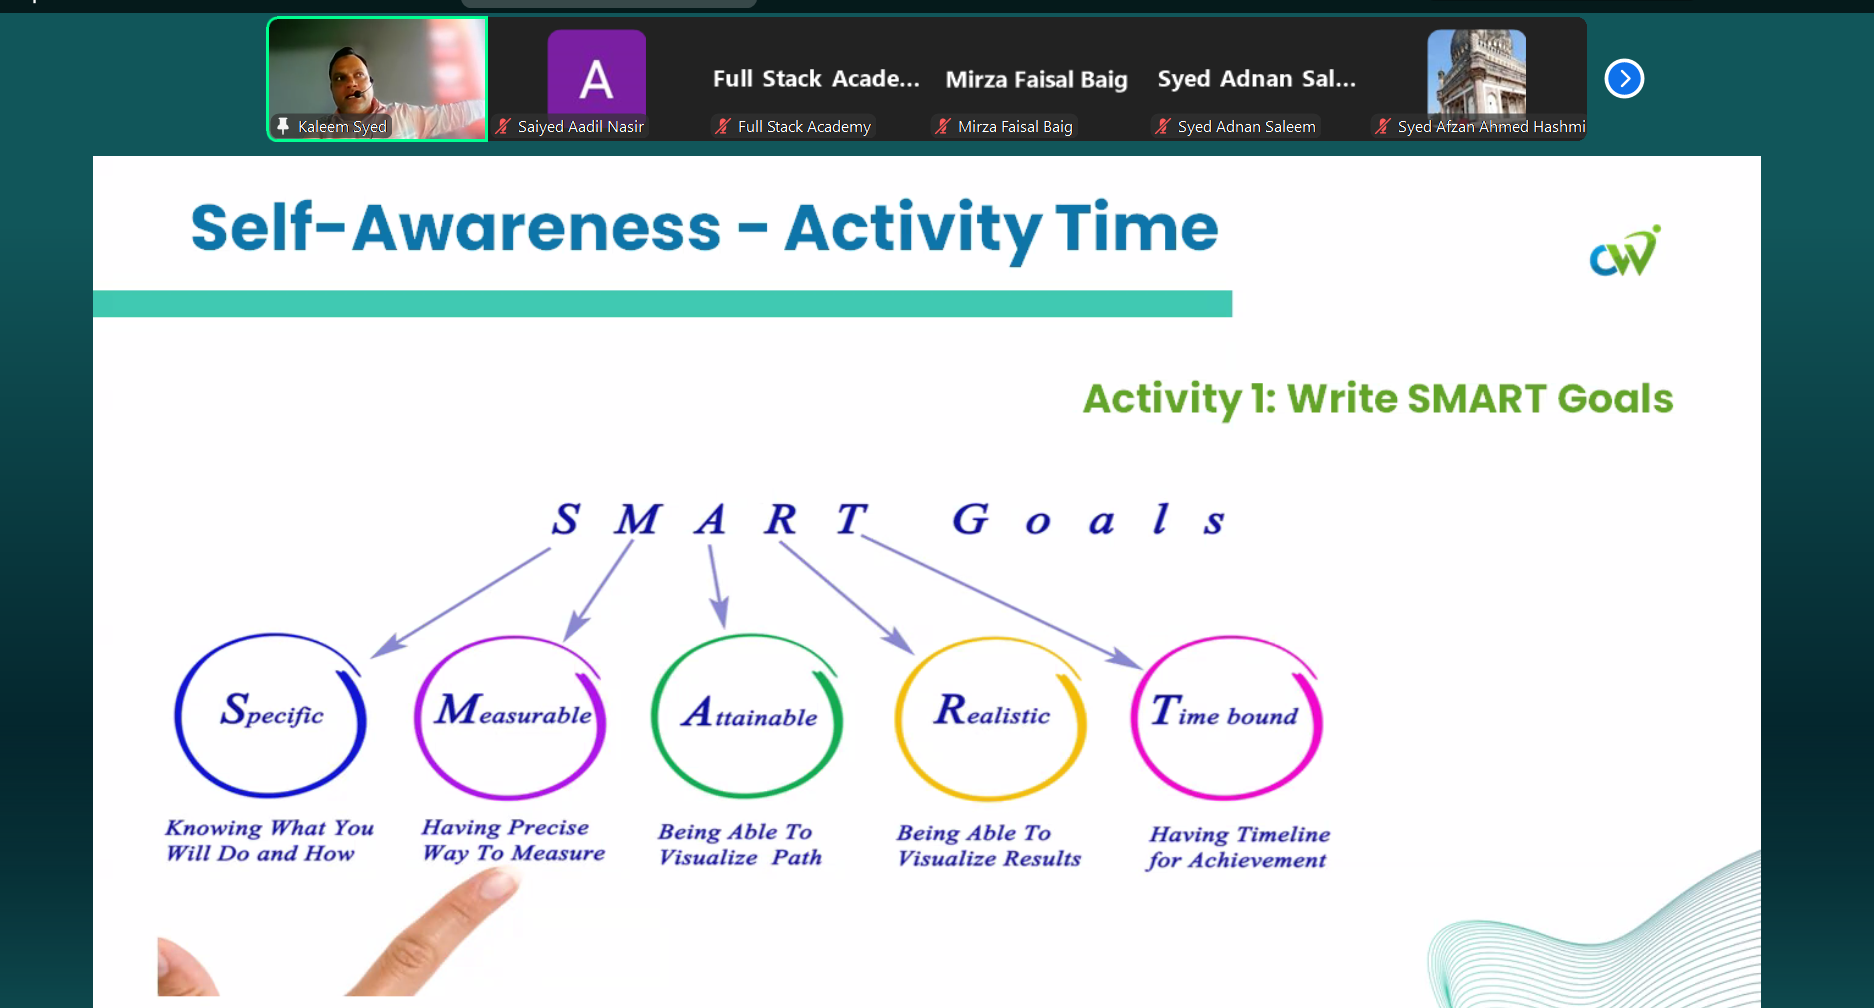 A
Full Stack Acade...
Mirza Faisal Baig
Syed Adnan Sal...
Kaleem Syed
Saiyed Aadil Nasir
Full Stack Academy
Mirza Faisal Baig
Syed Adnan Saleem
Syed Afzan Ahmed Hashmi
Self-Awareness - Activity Time
cw
Activity 1: Write SMART Goals
SMART Goals
Specific
Measurable
Attainable
Realistic
Time bound
Knowing What You
Will Do and How
Having Precise
Way To Measure
Being Able To
Visualize Path
Being Able To
Visualize Results
Having Timeline
for Achievement